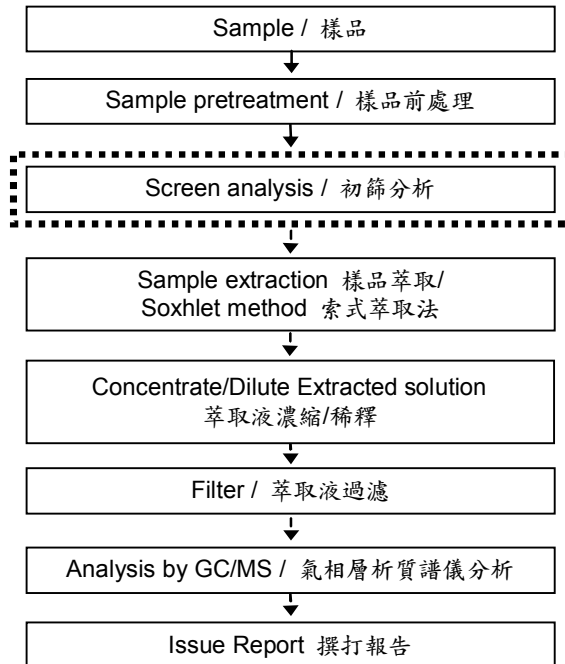 Sample / 樣品
Sample pretreatment / 樣品前處理
Screen analysis / 初篩分析
Sample extraction 樣品萃取/
Soxhlet method 索式萃取法
Concentrate/Dilute Extracted solution
萃取液濃縮/稀釋
Filter / 萃取液過濾
Analysis by GC/MS / 氣相層析質譜儀分析
Issue Report 撰打報告